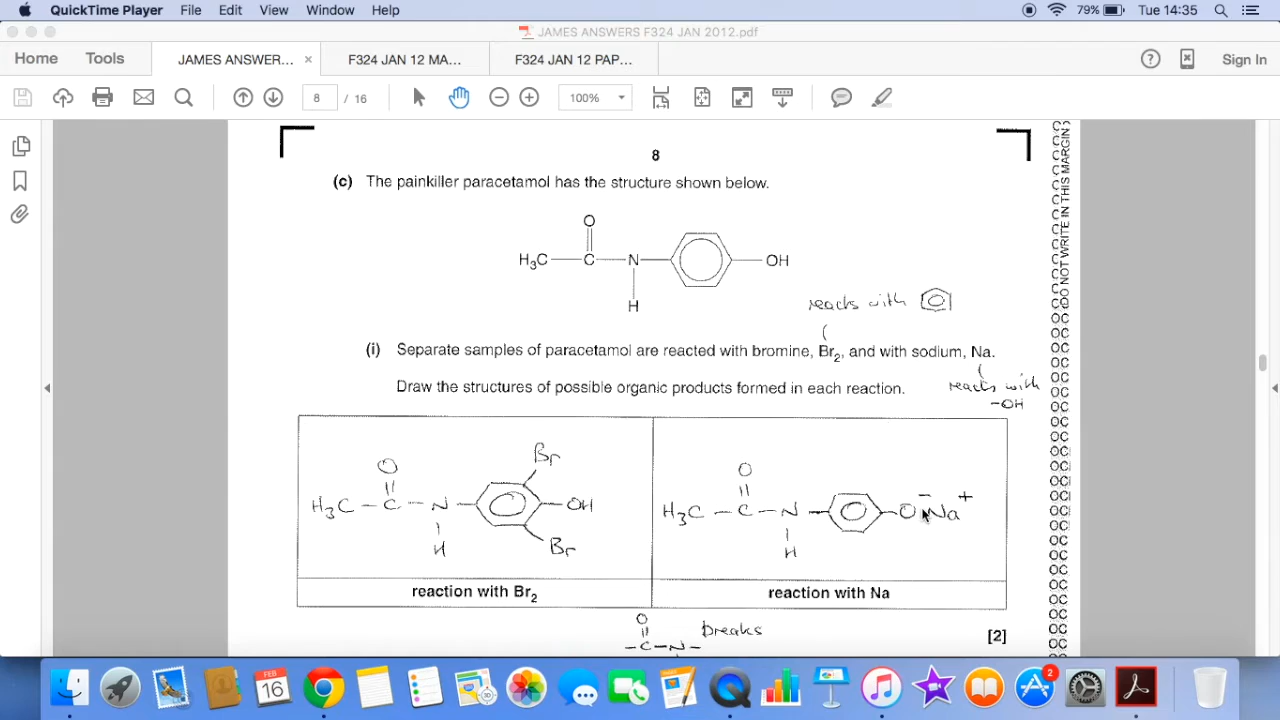 QuickTime Player File Edit View Window Help 79% Tue 14:35
JAMES ANSWERS F324 JAN 2012.pdf
Home Tools JAMES ANSWER... × F324 JAN 12 MA... F324 JAN 12 PAP... Sign In
8 / 16 100%
8
(c) The painkiller paracetamol has the structure shown below.
O
H3C C N OH
H
reacts with
(i) Separate samples of paracetamol are reacted with bromine, Br2, and with sodium, Na.
reacts with
-OH
Draw the structures of possible organic products formed in each reaction.
Br
O
H3C - C - N OH
H
Br
O
H3C - C - N O⁻Na⁺
H
reaction with Br2 reaction with Na
[2]
O
-C-N- breaks
DO NOT WRITE IN THIS MARGIN
FEB
16
2